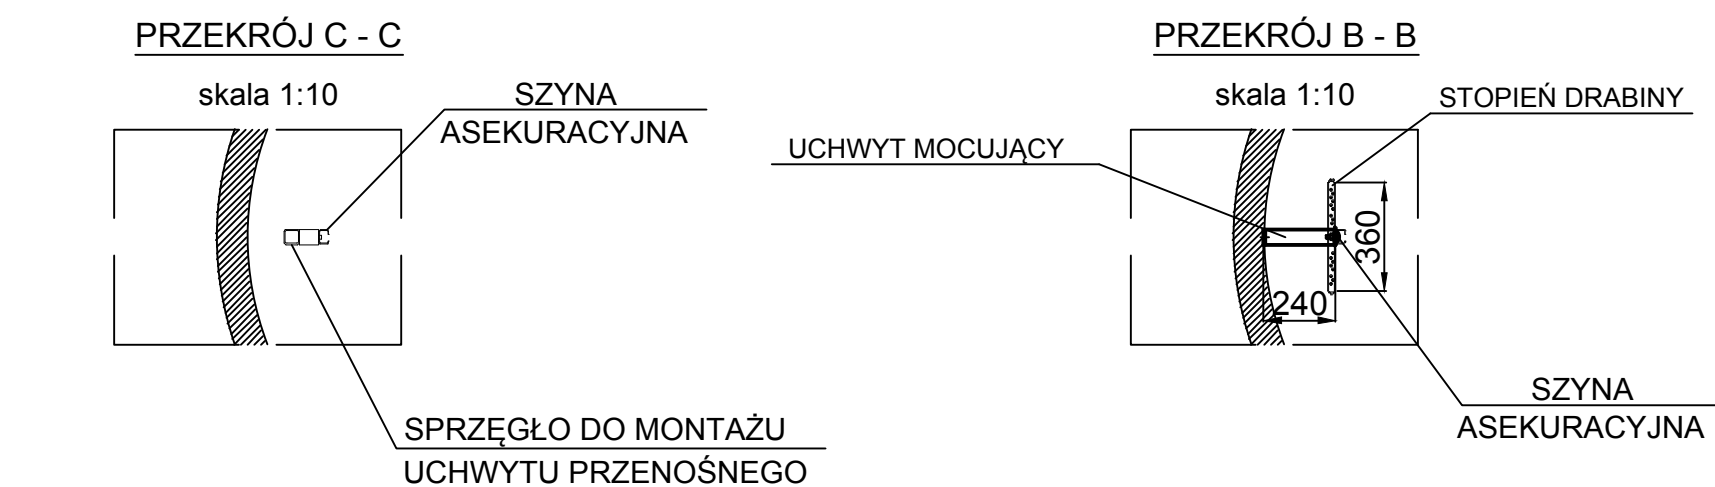 PRZEKRÓJ C - C
skala 1:10
SZYNA
ASEKURACYJNA
SPRZĘGŁO DO MONTAŻU
UCHWYTU PRZENOŚNEGO
PRZEKRÓJ B - B
skala 1:10
STOPIEŃ DRABINY
UCHWYT MOCUJĄCY
360
240
SZYNA
ASEKURACYJNA